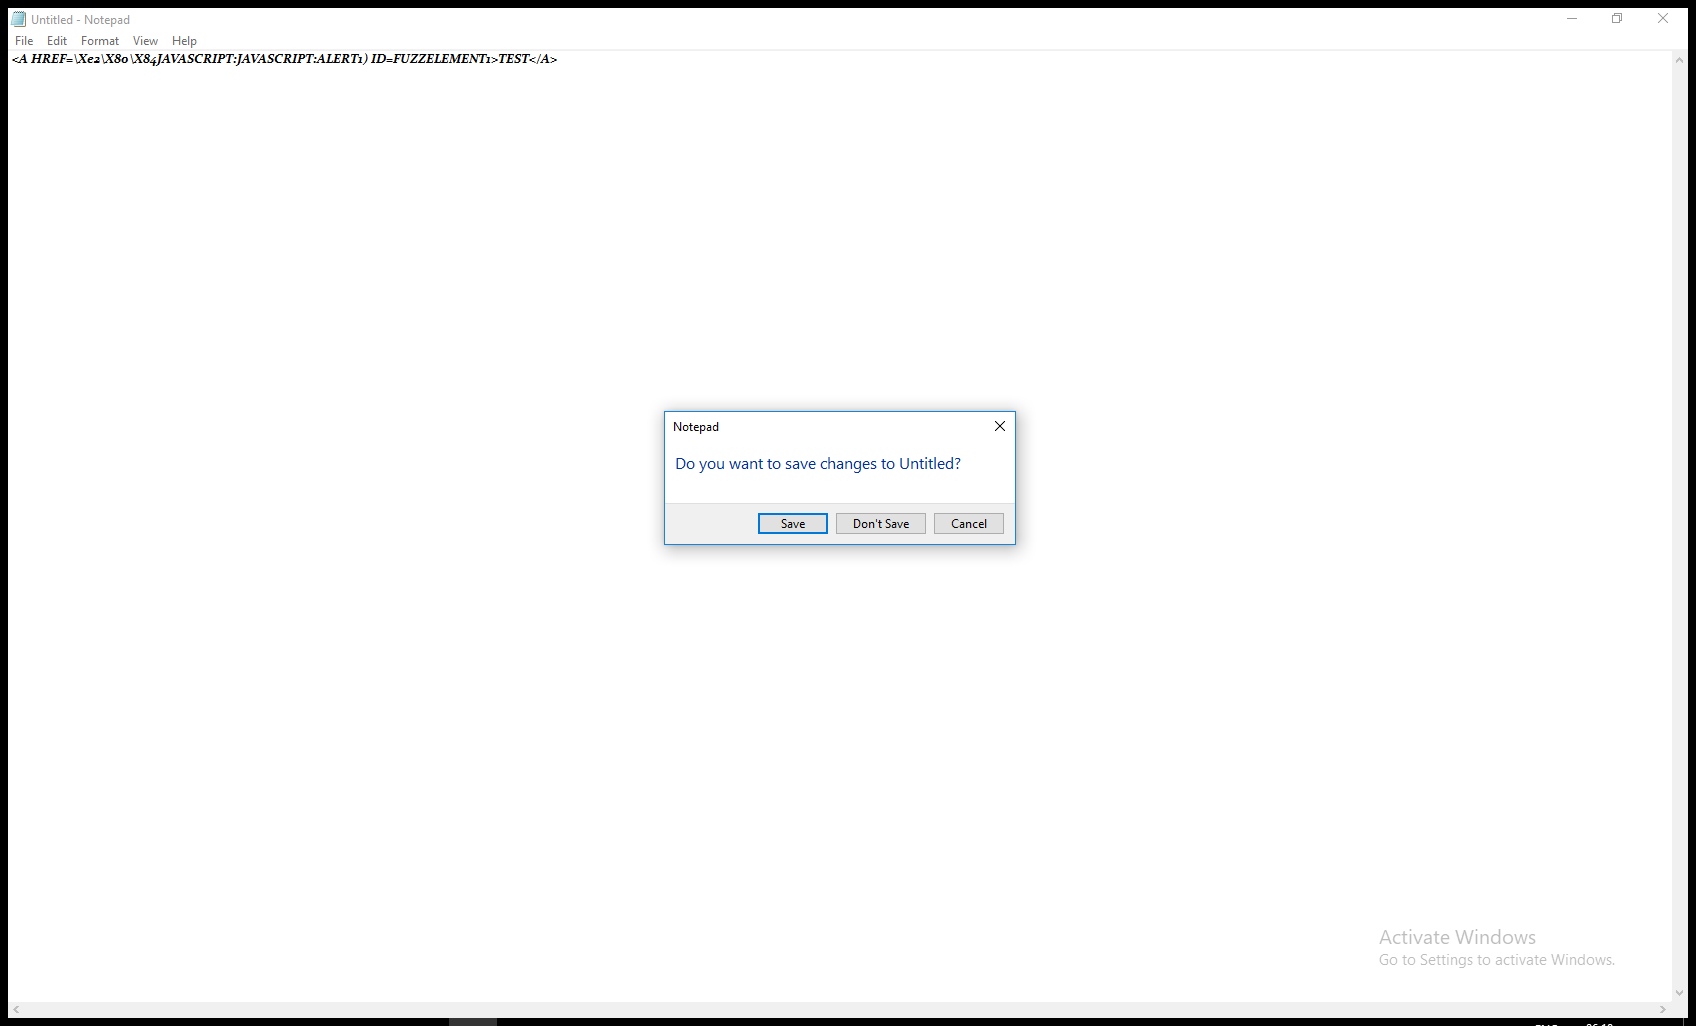 Untitled - Notepad
File Edit Format View Help
<A HREF=\Xe2\X80\X84JAVASCRIPT:JAVASCRIPT:ALERT1) ID=FUZZELEMENT1>TEST</A>
Notepad
Do you want to save changes to Untitled?
Save Don't Save Cancel
Activate Windows
Go to Settings to activate Windows.